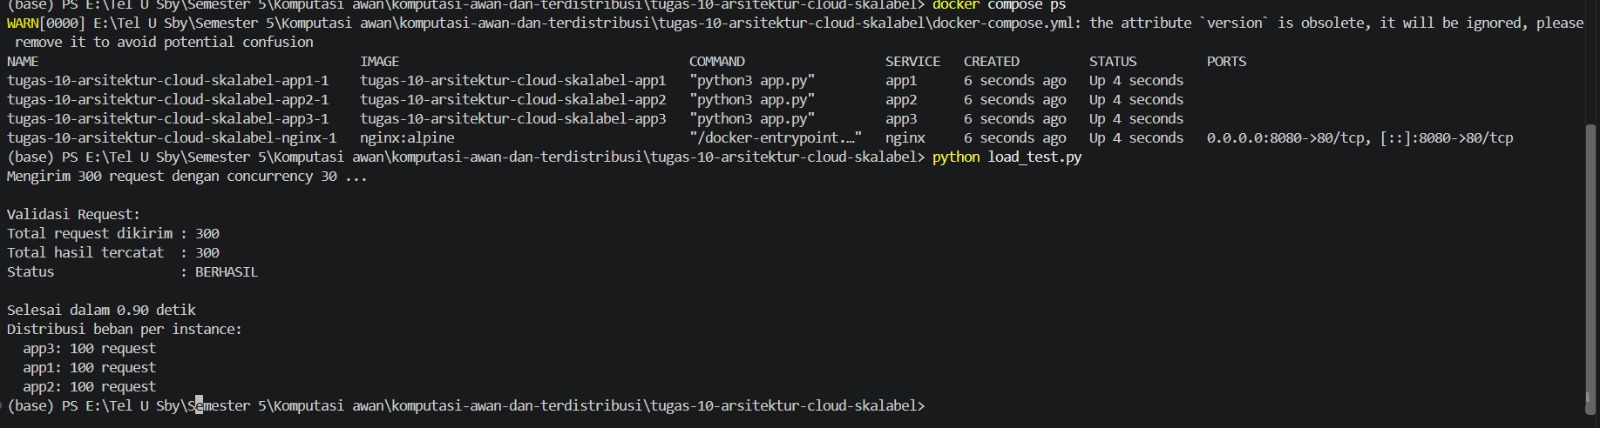 (base) PS E:\Tel U Sby\Semester 5\Komputasi awan\komputasi-awan-dan-terdistribusi\tugas-10-arsitektur-cloud-skalabel> docker compose ps
WARN[0000] E:\Tel U Sby\Semester 5\Komputasi awan\komputasi-awan-dan-terdistribusi\tugas-10-arsitektur-cloud-skalabel\docker-compose.yml: the attribute `version` is obsolete, it will be ignored, please
 remove it to avoid potential confusion
NAME IMAGE COMMAND SERVICE CREATED STATUS PORTS
tugas-10-arsitektur-cloud-skalabel-app1-1 tugas-10-arsitektur-cloud-skalabel-app1 "python3 app.py" app1 6 seconds ago Up 4 seconds
tugas-10-arsitektur-cloud-skalabel-app2-1 tugas-10-arsitektur-cloud-skalabel-app2 "python3 app.py" app2 6 seconds ago Up 4 seconds
tugas-10-arsitektur-cloud-skalabel-app3-1 tugas-10-arsitektur-cloud-skalabel-app3 "python3 app.py" app3 6 seconds ago Up 4 seconds
tugas-10-arsitektur-cloud-skalabel-nginx-1 nginx:alpine "/docker-entrypoint.…" nginx 6 seconds ago Up 4 seconds 0.0.0.0:8080->80/tcp, [::]:8080->80/tcp
(base) PS E:\Tel U Sby\Semester 5\Komputasi awan\komputasi-awan-dan-terdistribusi\tugas-10-arsitektur-cloud-skalabel> python load_test.py
Mengirim 300 request dengan concurrency 30 ...
Validasi Request:
Total request dikirim : 300
Total hasil tercatat  : 300
Status                : BERHASIL
Selesai dalam 0.90 detik
Distribusi beban per instance:
  app3: 100 request
  app1: 100 request
  app2: 100 request
(base) PS E:\Tel U Sby\Semester 5\Komputasi awan\komputasi-awan-dan-terdistribusi\tugas-10-arsitektur-cloud-skalabel>